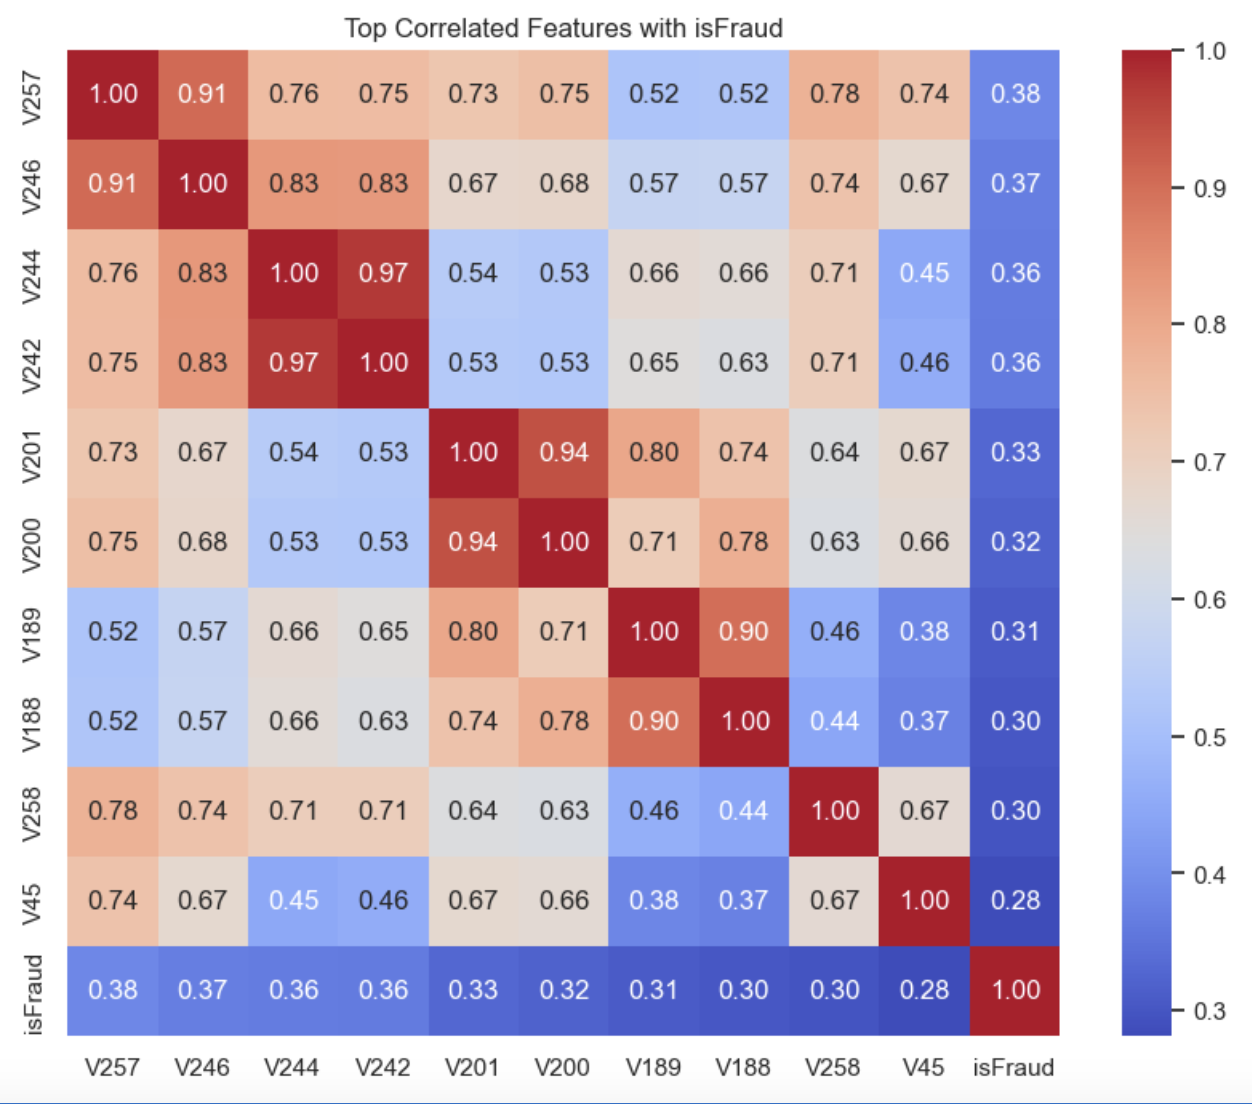 Top Correlated Features with isFraud
V257 1.00 0.91 0.76 0.75 0.73 0.75 0.52 0.52 0.78 0.74 0.38
V246 0.91 1.00 0.83 0.83 0.67 0.68 0.57 0.57 0.74 0.67 0.37
V244 0.76 0.83 1.00 0.97 0.54 0.53 0.66 0.66 0.71 0.45 0.36
V242 0.75 0.83 0.97 1.00 0.53 0.53 0.65 0.63 0.71 0.46 0.36
V201 0.73 0.67 0.54 0.53 1.00 0.94 0.80 0.74 0.64 0.67 0.33
V200 0.75 0.68 0.53 0.53 0.94 1.00 0.71 0.78 0.63 0.66 0.32
V189 0.52 0.57 0.66 0.65 0.80 0.71 1.00 0.90 0.46 0.38 0.31
V188 0.52 0.57 0.66 0.63 0.74 0.78 0.90 1.00 0.44 0.37 0.30
V258 0.78 0.74 0.71 0.71 0.64 0.63 0.46 0.44 1.00 0.67 0.30
V45 0.74 0.67 0.45 0.46 0.67 0.66 0.38 0.37 0.67 1.00 0.28
isFraud 0.38 0.37 0.36 0.36 0.33 0.32 0.31 0.30 0.30 0.28 1.00
V257 V246 V244 V242 V201 V200 V189 V188 V258 V45 isFraud
1.0
0.9
0.8
0.7
0.6
0.5
0.4
0.3